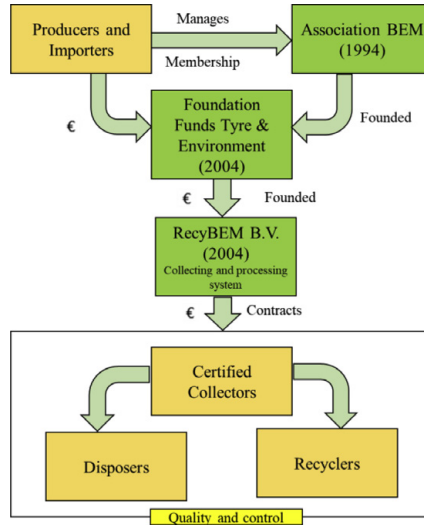 Producers and
Importers
Manages
Membership
Association BEM
(1994)
€
Foundation
Funds Tyre &
Environment
(2004)
Founded
€
Founded
RecyBEM B.V.
(2004)
Collecting and processing
system
€
Contracts
Certified
Collectors
Disposers
Recyclers
Quality and control